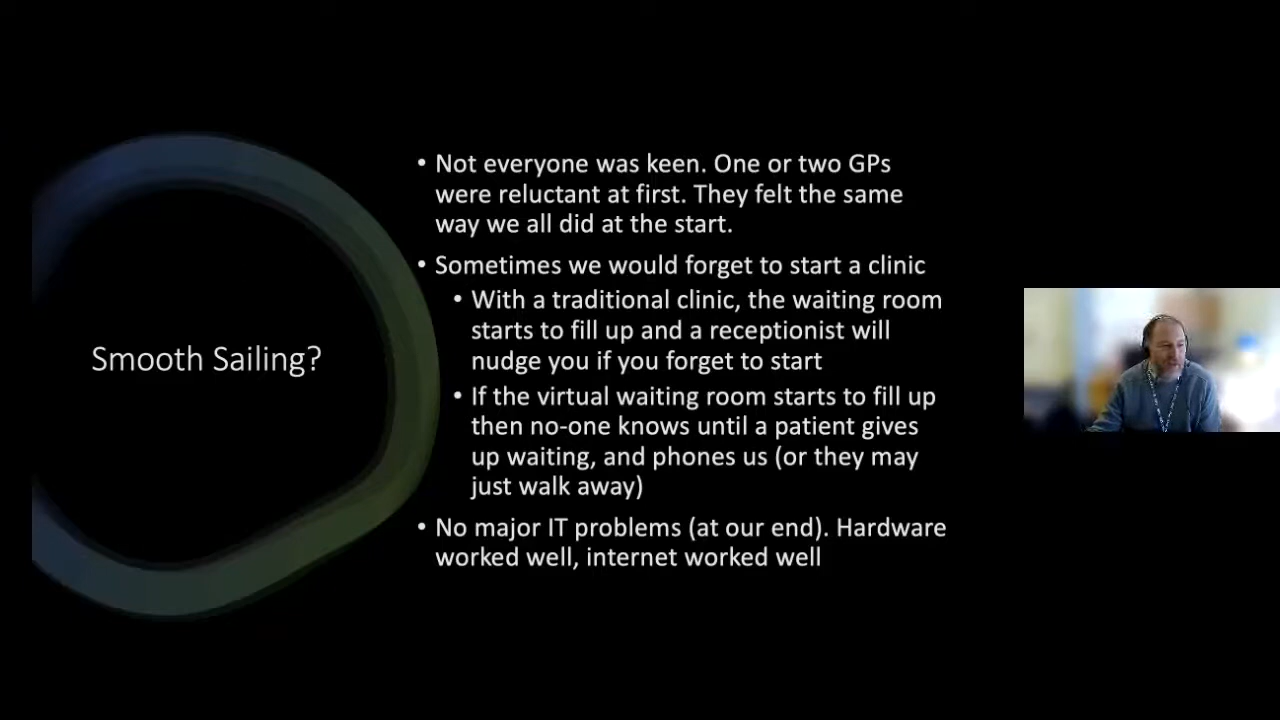 Smooth Sailing?
• Not everyone was keen. One or two GPs
were reluctant at first. They felt the same
way we all did at the start.
• Sometimes we would forget to start a clinic
• With a traditional clinic, the waiting room
starts to fill up and a receptionist will
nudge you if you forget to start
• If the virtual waiting room starts to fill up
then no-one knows until a patient gives
up waiting, and phones us (or they may
just walk away)
• No major IT problems (at our end). Hardware
worked well, internet worked well